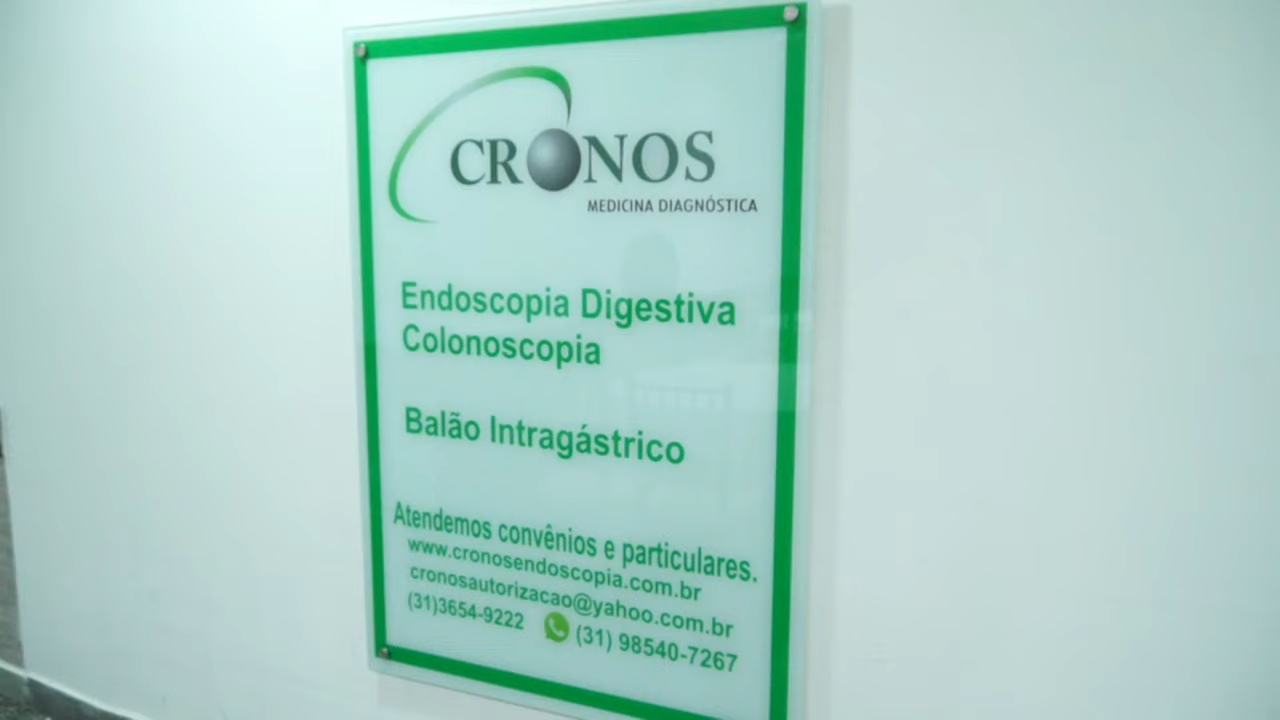 CRONOS
MEDICINA DIAGNÓSTICA
Endoscopia Digestiva
Colonoscopia
Balão Intragástrico
Atendemos convênios e particulares.
www.cronosendoscopia.com.br
cronosautorizacao@yahoo.com.br
(31)3654-9222 (31) 98540-7267